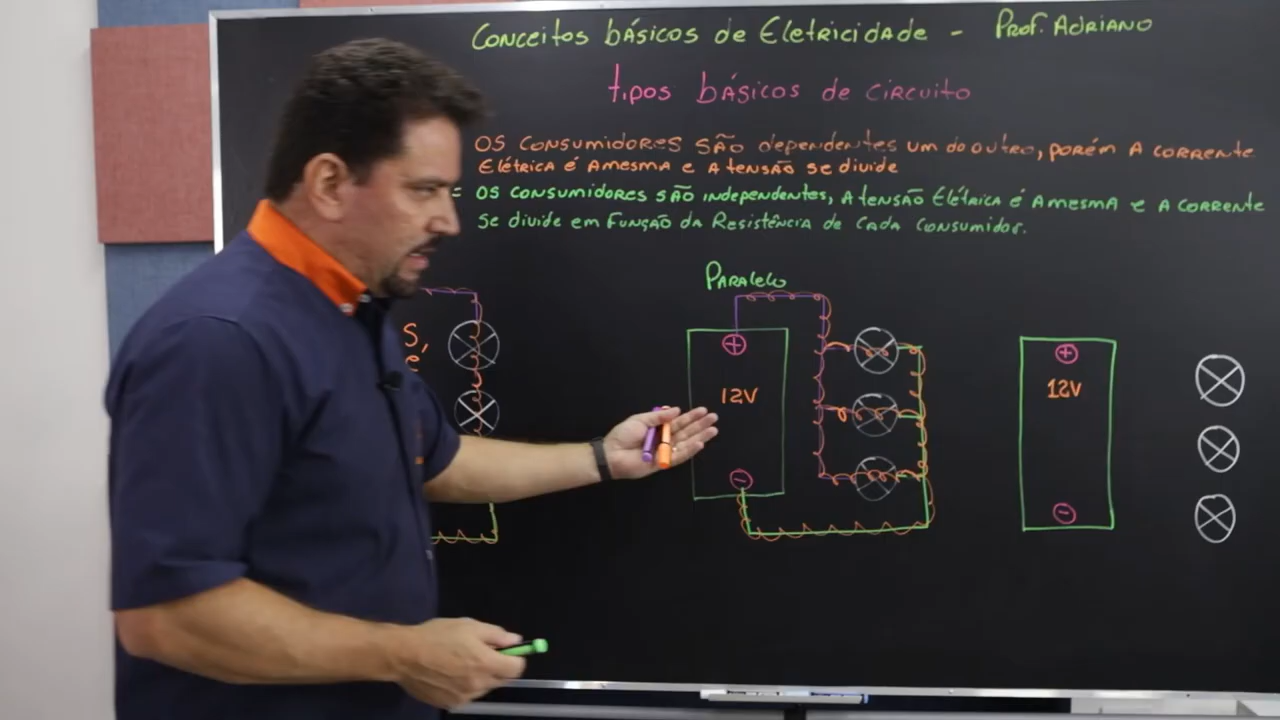 Conceitos básicos de Eletricidade - Prof. Adriano
tipos básicos de circuito
OS CONSUMIDORES SÃO dependentes um do outro, porém A CORRENTE
Elétrica é Amesma e A tensão se divide
= OS CONSUMIDORES SÃO independentes, A tensão Elétrica é Amesma e A CORRENTE
se divide em Função da Resistência de Cada Consumidor.
Paralelo
+
12V
-
+
12V
-